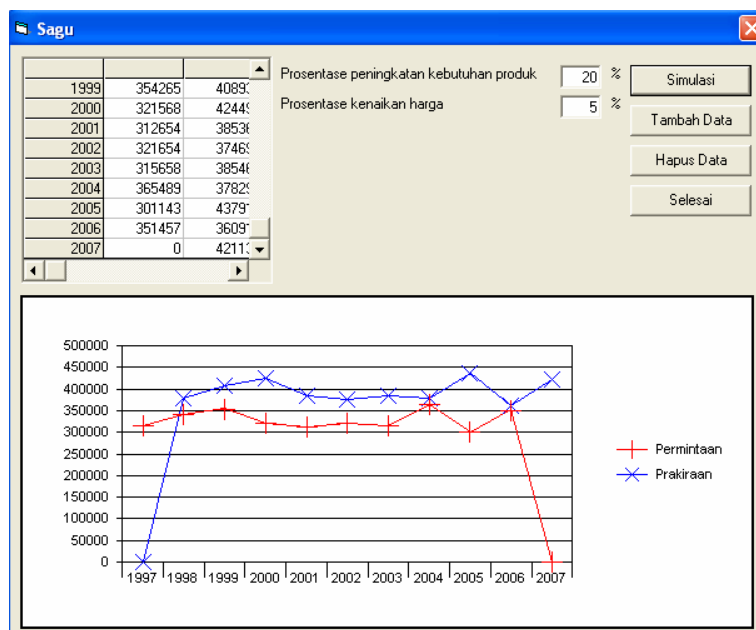 Sagu
Prosentase peningkatan kebutuhan produk 20 %
Prosentase kenaikan harga 5 %
Simulasi
Tambah Data
Hapus Data
Selesai
1999 354265
2000 321568
2001 312654
2002 321654
2003 315658
2004 365489
2005 301143
2006 351457
2007 0
500000
450000
400000
350000
300000
250000
200000
150000
100000
50000
0
1997 1998 1999 2000 2001 2002 2003 2004 2005 2006 2007
Permintaan
Prakiraan